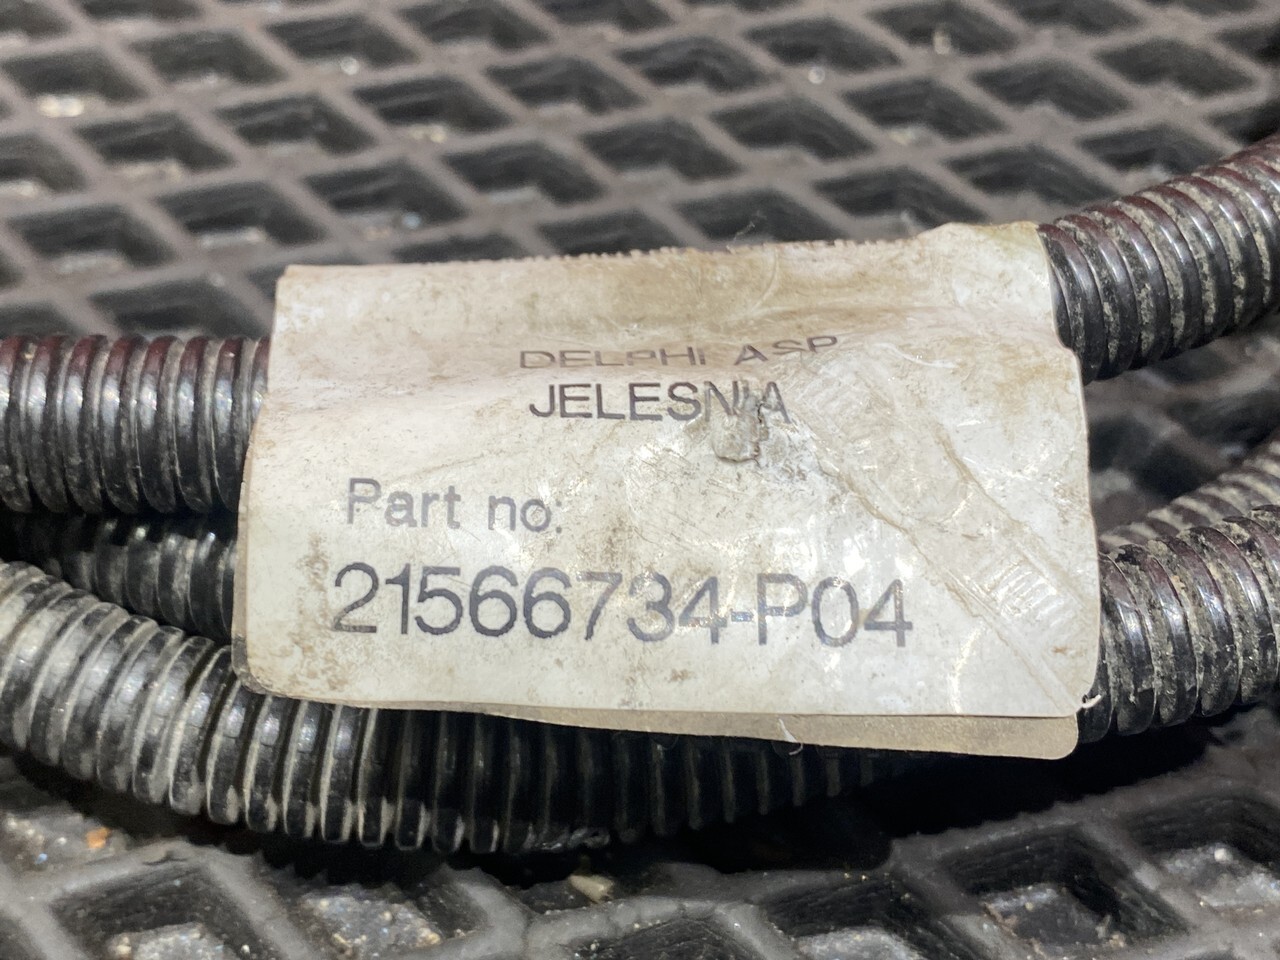 DELPHI ASP
JELESNIA
Part no:
21566734-P04